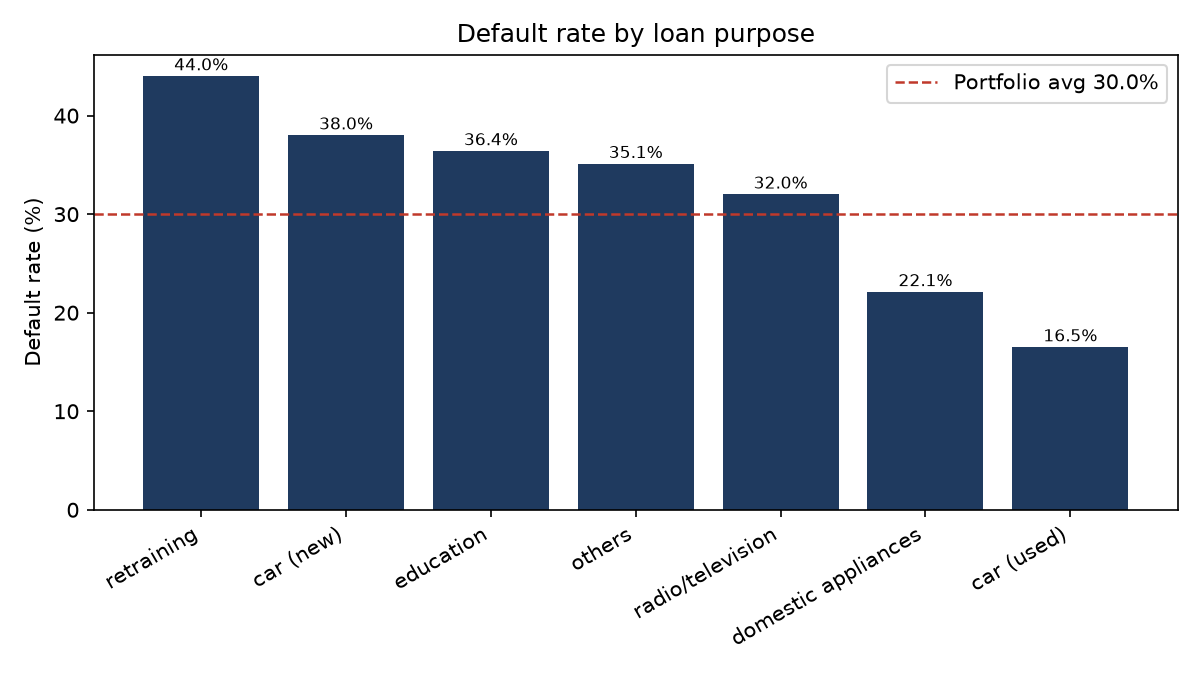 Default rate by loan purpose
Portfolio avg 30.0%
Default rate (%)
40
30
20
10
0
44.0%
38.0%
36.4%
35.1%
32.0%
22.1%
16.5%
retraining
car (new)
education
others
radio/television
domestic appliances
car (used)